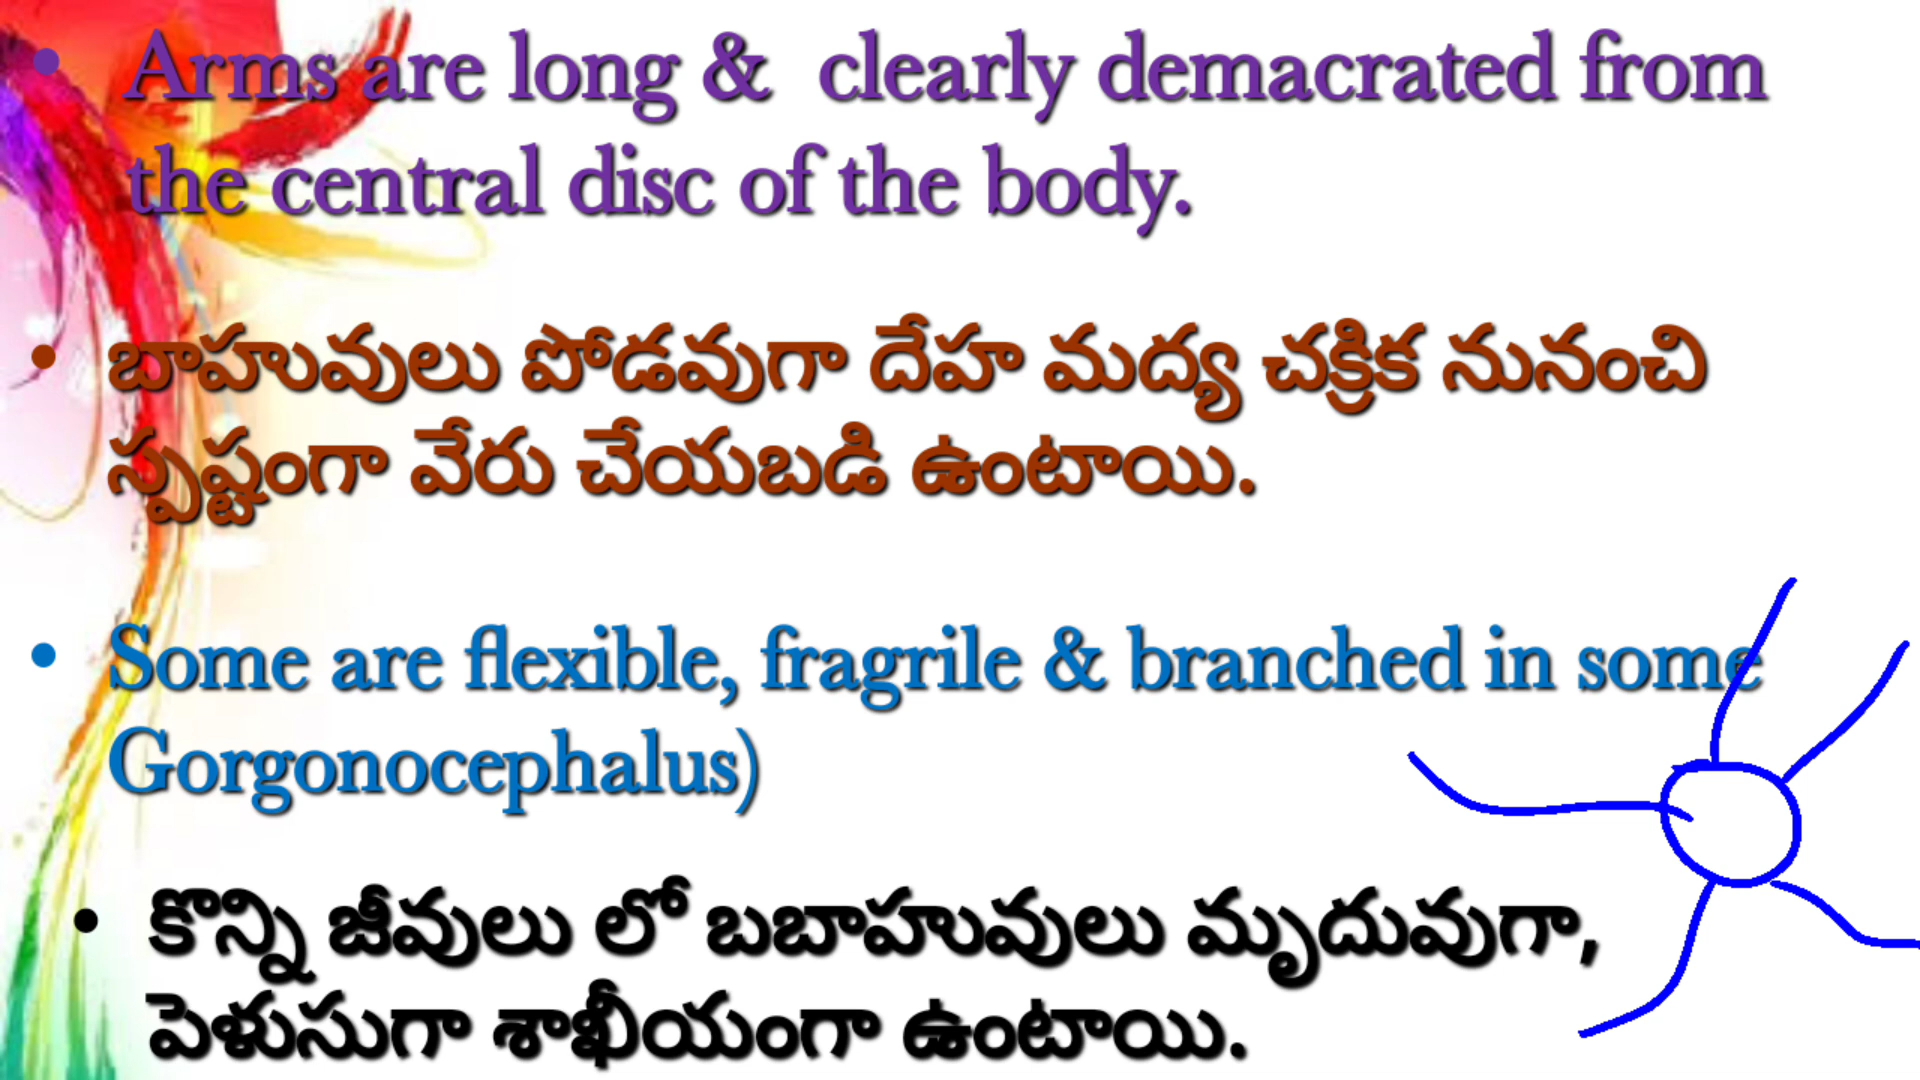 • Arms are long & clearly demacrated from
the central disc of the body.
• బాహువులు పోడవుగా దేహ మద్య చక్రిక నునంచి
స్పష్టంగా వేరు చేయబడి ఉంటాయి.
• Some are flexible, fragrile & branched in some
Gorgonocephalus)
• కొన్ని జీవులు లో బబాహువులు మృదువుగా,
పెళుసుగా శాఖీయంగా ఉంటాయి.